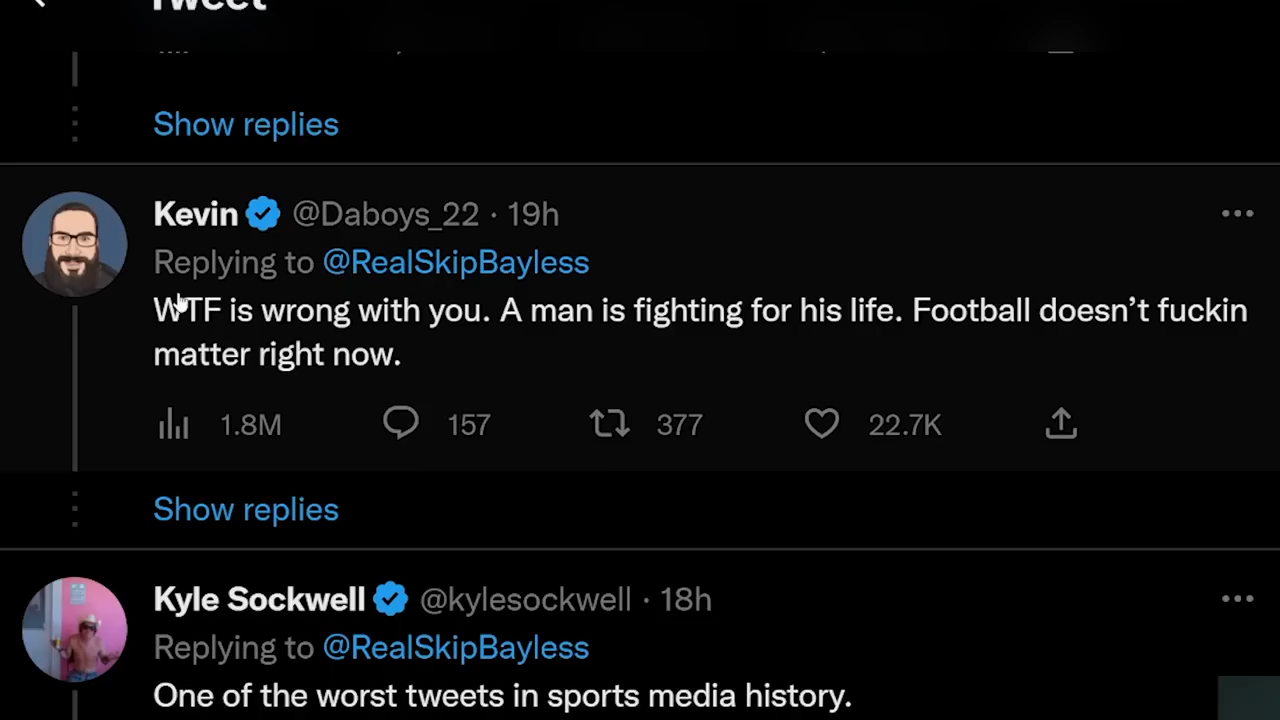 Tweet
Show replies
Kevin @Daboys_22 · 19h
Replying to @RealSkipBayless
WTF is wrong with you. A man is fighting for his life. Football doesn’t fuckin
matter right now.
1.8M 157 377 22.7K
Show replies
Kyle Sockwell @kylesockwell · 18h
Replying to @RealSkipBayless
One of the worst tweets in sports media history.